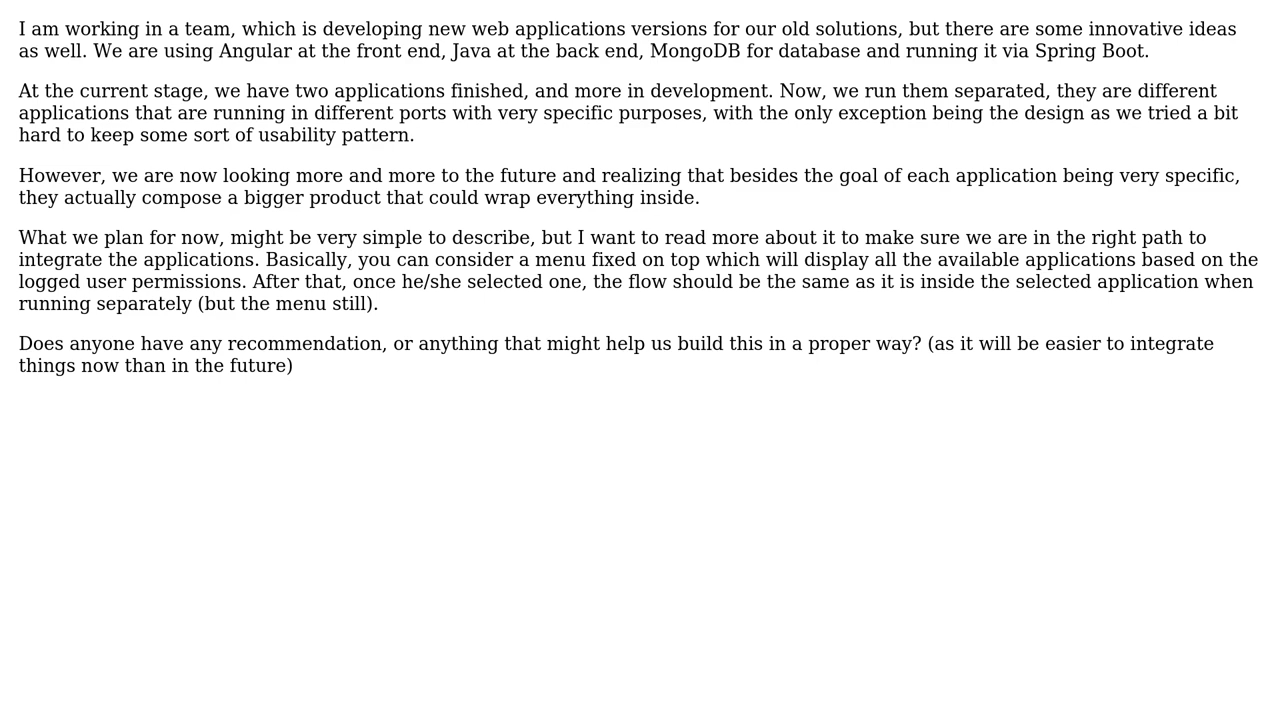 I am working in a team, which is developing new web applications versions for our old solutions, but there are some innovative ideas
as well. We are using Angular at the front end, Java at the back end, MongoDB for database and running it via Spring Boot.
At the current stage, we have two applications finished, and more in development. Now, we run them separated, they are different
applications that are running in different ports with very specific purposes, with the only exception being the design as we tried a bit
hard to keep some sort of usability pattern.
However, we are now looking more and more to the future and realizing that besides the goal of each application being very specific,
they actually compose a bigger product that could wrap everything inside.
What we plan for now, might be very simple to describe, but I want to read more about it to make sure we are in the right path to
integrate the applications. Basically, you can consider a menu fixed on top which will display all the available applications based on the
logged user permissions. After that, once he/she selected one, the flow should be the same as it is inside the selected application when
running separately (but the menu still).
Does anyone have any recommendation, or anything that might help us build this in a proper way? (as it will be easier to integrate
things now than in the future)